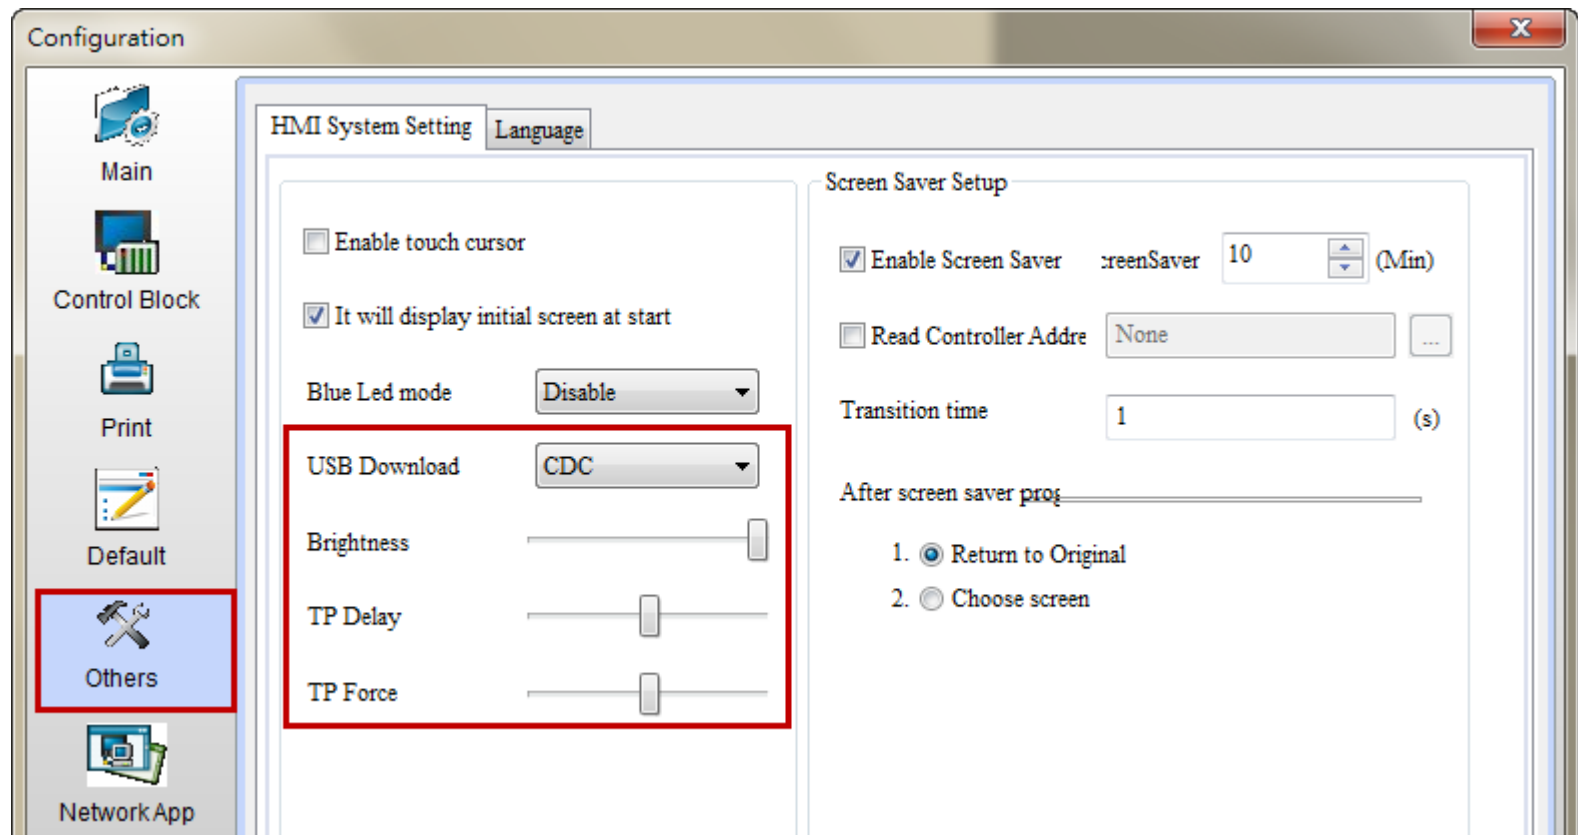 Configuration
Main
Control Block
Print
Default
Others
Network App
HMI System Setting
Language
Enable touch cursor
It will display initial screen at start
Blue Led mode
Disable
USB Download
CDC
Brightness
TP Delay
TP Force
Screen Saver Setup
Enable Screen Saver
creenSaver
10
(Min)
Read Controller Addre
None
...
Transition time
1
(s)
After screen saver prog
1. Return to Original
2. Choose screen